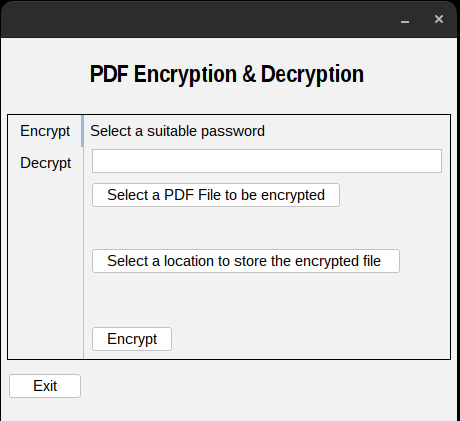 PDF Encryption & Decryption
Encrypt
Decrypt
Select a suitable password
Select a PDF File to be encrypted
Select a location to store the encrypted file
Encrypt
Exit